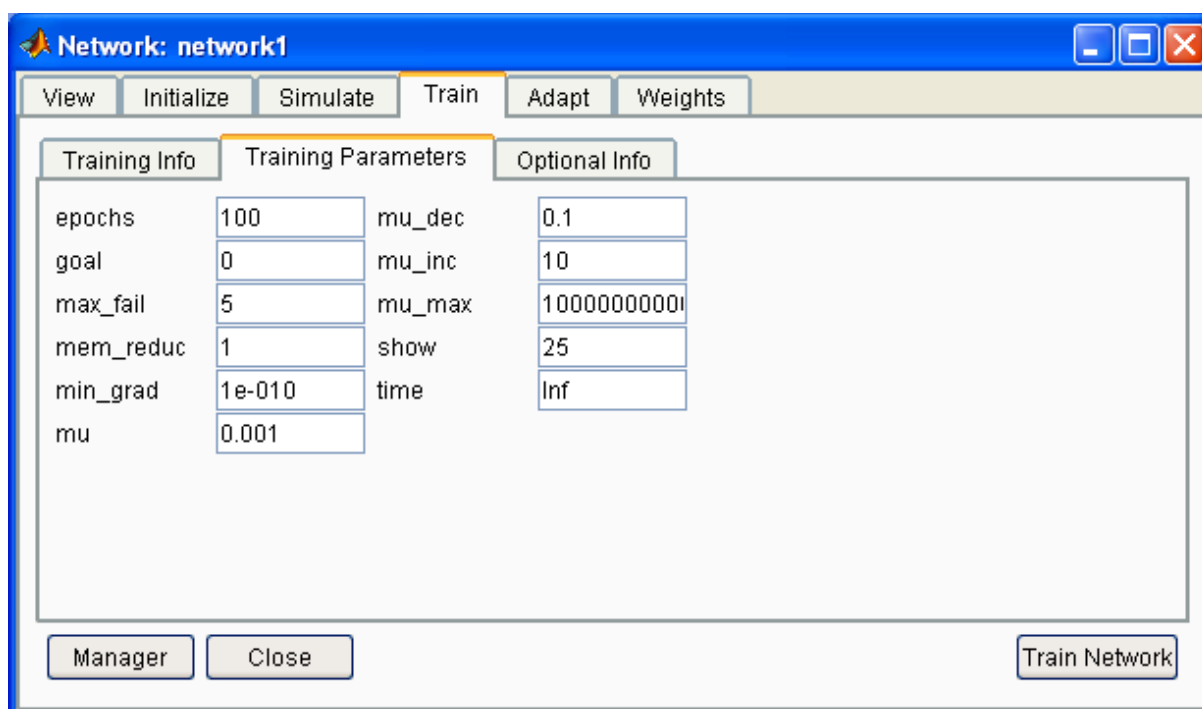 Network: network1
View Initialize Simulate Train Adapt Weights
Training Info Training Parameters Optional Info
epochs 100 mu_dec 0.1
goal 0 mu_inc 10
max_fail 5 mu_max 10000000000
mem_reduc 1 show 25
min_grad 1e-010 time Inf
mu 0.001
Manager Close Train Network